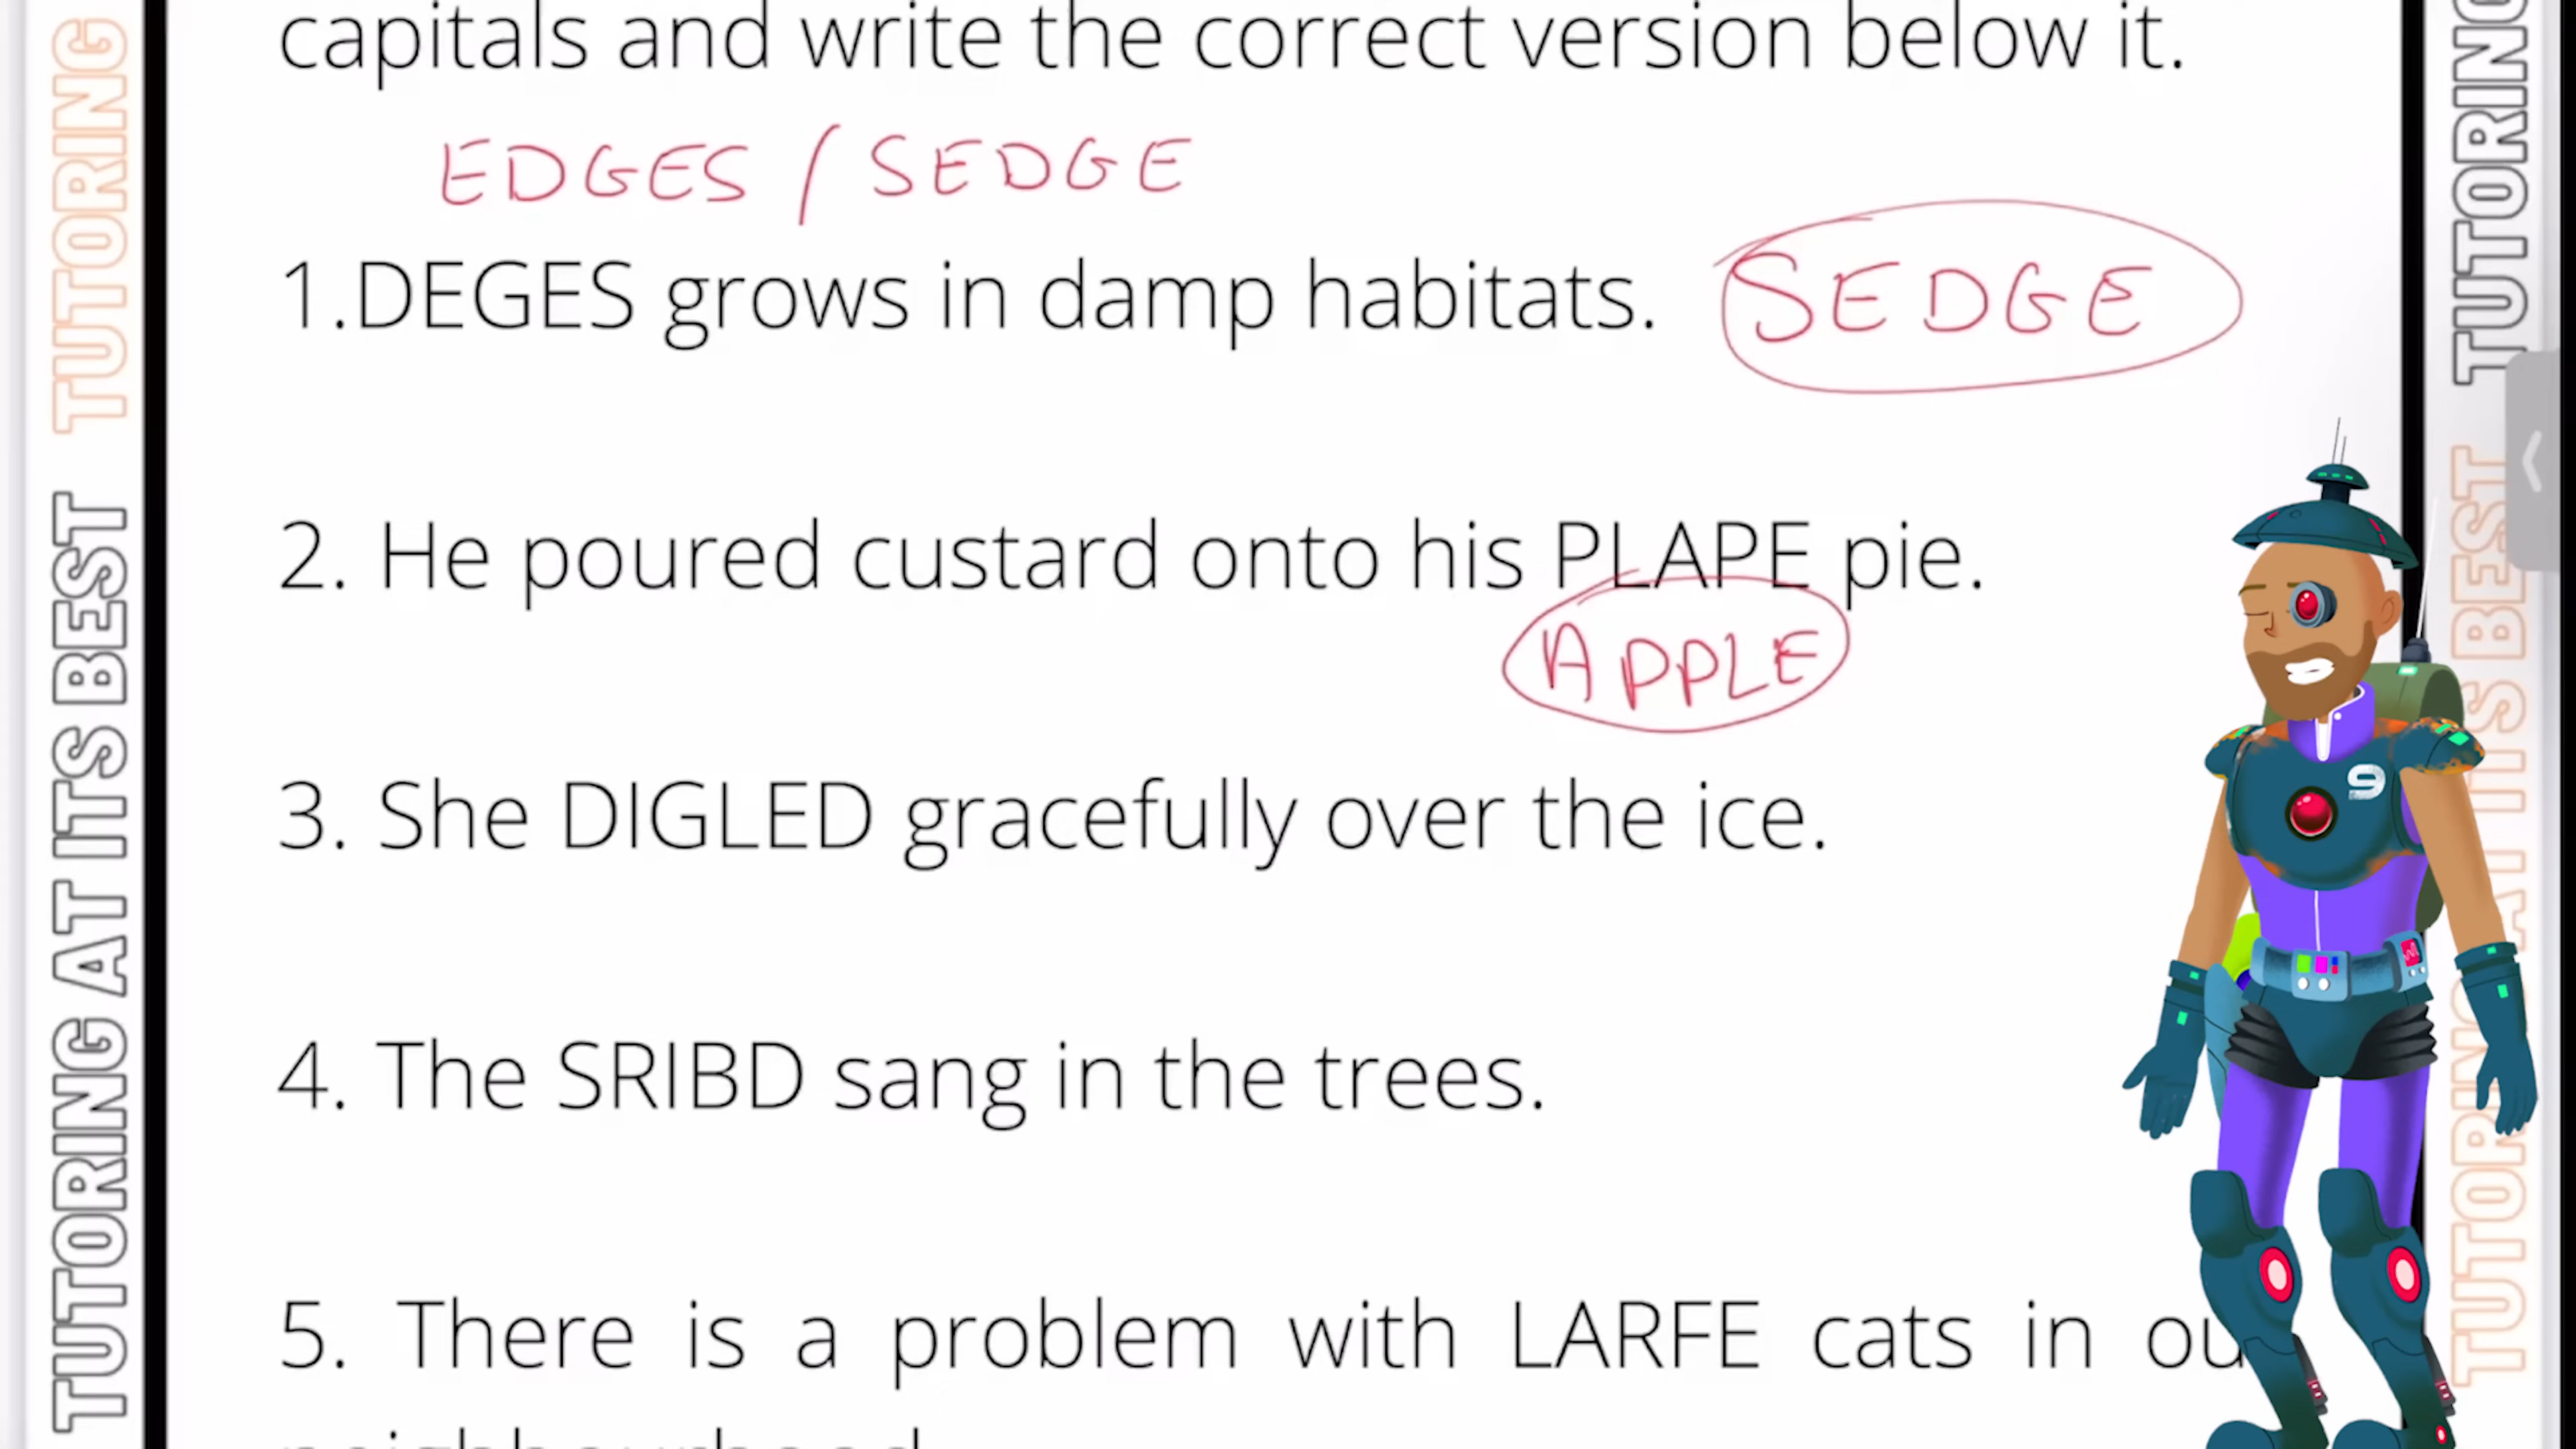 capitals and write the correct version below it.
EDGES / SEDGE
1.DEGES grows in damp habitats. SEDGE
2. He poured custard onto his PLAPE pie.
APPLE
3. She DIGLED gracefully over the ice.
4. The SRIBD sang in the trees.
5. There is a problem with LARFE cats in ou
neighbourhood
TUTORING AT ITS BEST TUTORING
TUTORING AT ITS BEST TUTORING
9